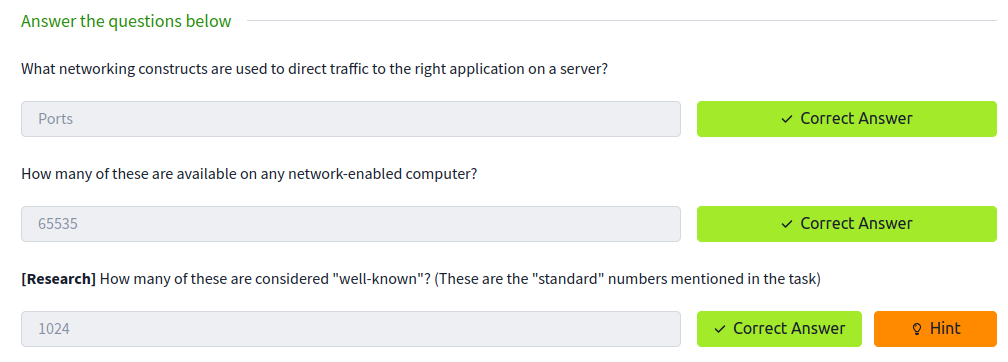 Answer the questions below
What networking constructs are used to direct traffic to the right application on a server?
Ports
✓ Correct Answer
How many of these are available on any network-enabled computer?
65535
✓ Correct Answer
[Research] How many of these are considered "well-known"? (These are the "standard" numbers mentioned in the task)
1024
✓ Correct Answer
Hint